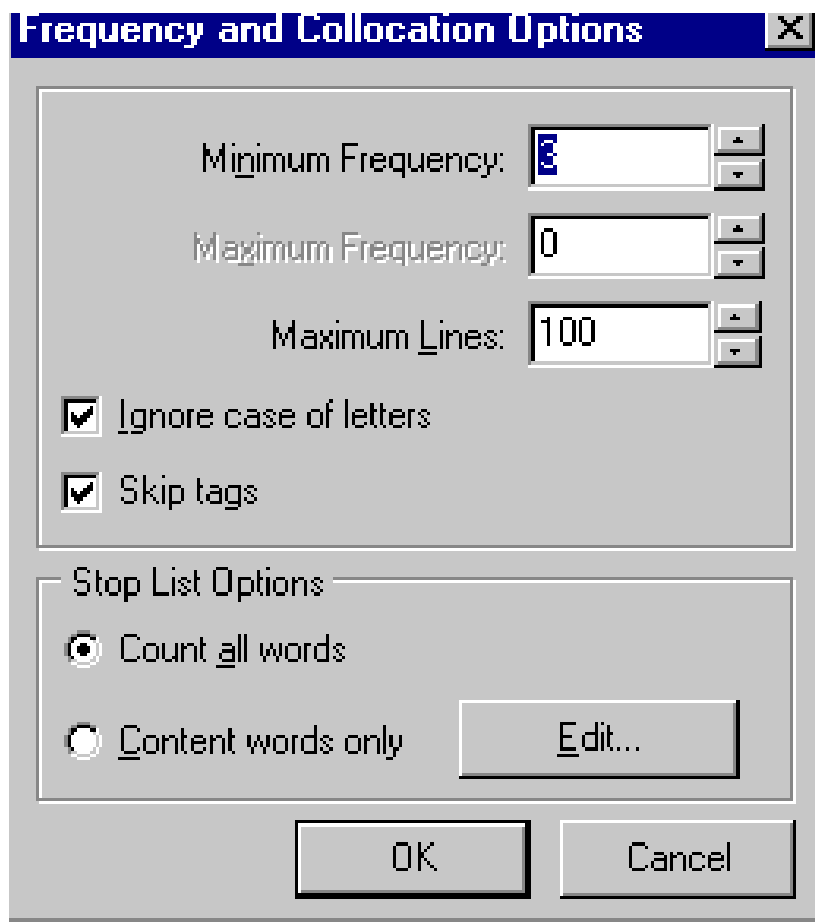 Frequency and Collocation Options
Minimum Frequency: 3
Maximum Frequency: 0
Maximum Lines: 100
Ignore case of letters
Skip tags
Stop List Options
Count all words
Content words only
Edit...
OK Cancel